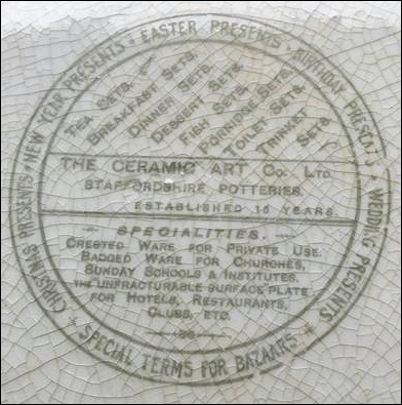 CHRISTMAS PRESENTS · NEW YEAR PRESENTS · EASTER PRESENTS · BIRTHDAY PRESENTS · WEDDING PRESENTS
TEA SETS.
BREAKFAST SETS.
DINNER SETS.
DESSERT SETS.
FISH SETS.
PORRIDGE SETS.
TOILET SETS.
TRINKET SETS.
THE CERAMIC ART CO. LTD.
STAFFORDSHIRE POTTERIES.
ESTABLISHED 15 YEARS.
SPECIALITIES.
CRESTED WARE FOR PRIVATE USE.
BADGED WARE FOR CHURCHES,
SUNDAY SCHOOLS & INSTITUTES.
THE UNFRACTURABLE SURFACE PLATE
FOR HOTELS, RESTAURANTS,
CLUBS, ETC.
* SPECIAL TERMS FOR BAZAARS *